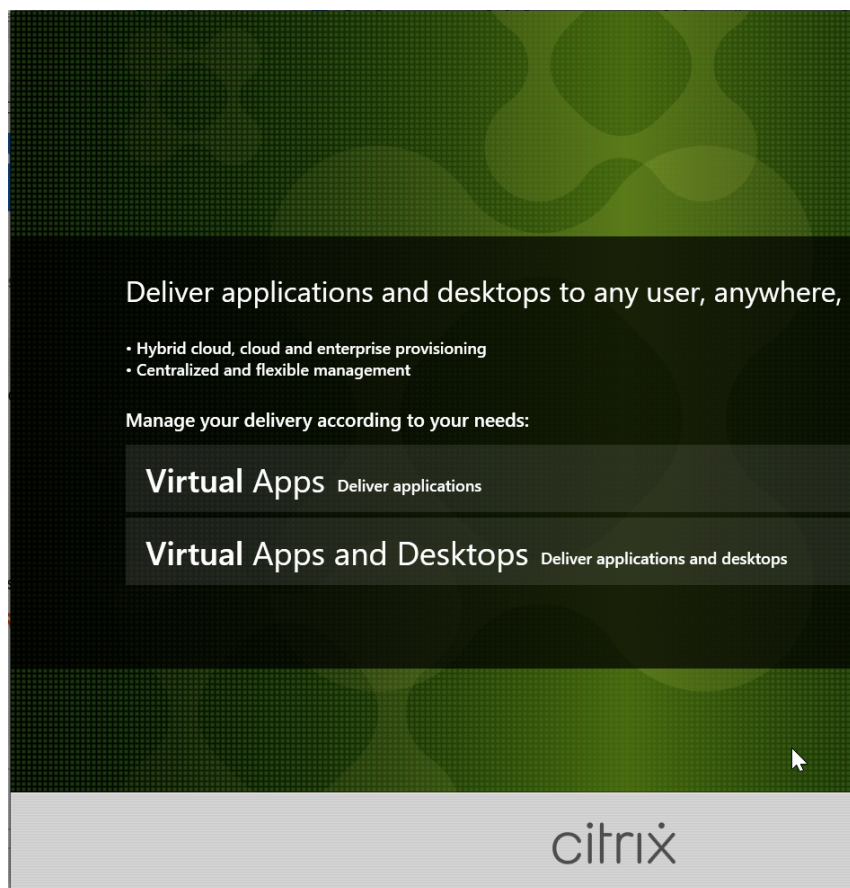 Deliver applications and desktops to any user, anywhere,
• Hybrid cloud, cloud and enterprise provisioning
• Centralized and flexible management
Manage your delivery according to your needs:
Virtual Apps Deliver applications
Virtual Apps and Desktops Deliver applications and desktops
citrix